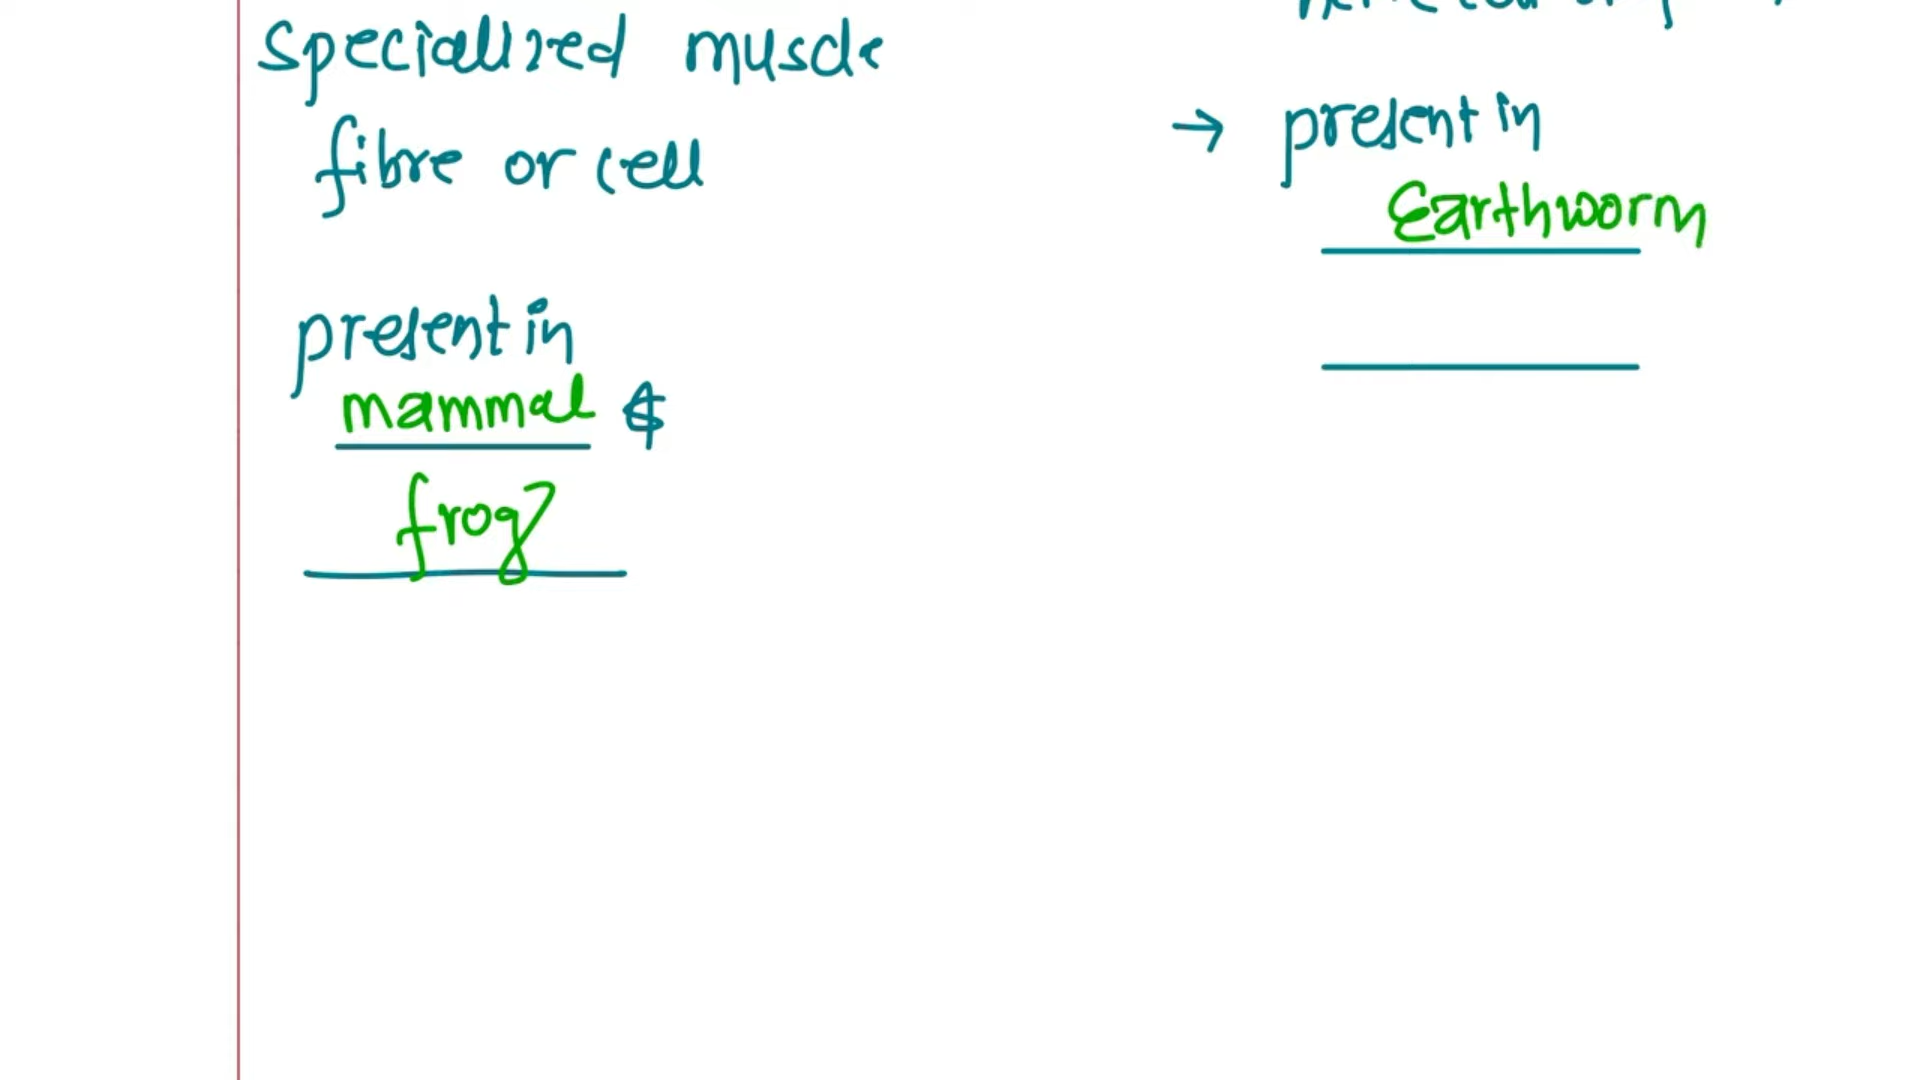 specialized muscle
fibre or cell
present in
mammal &
frog
→ present in
Earthworm